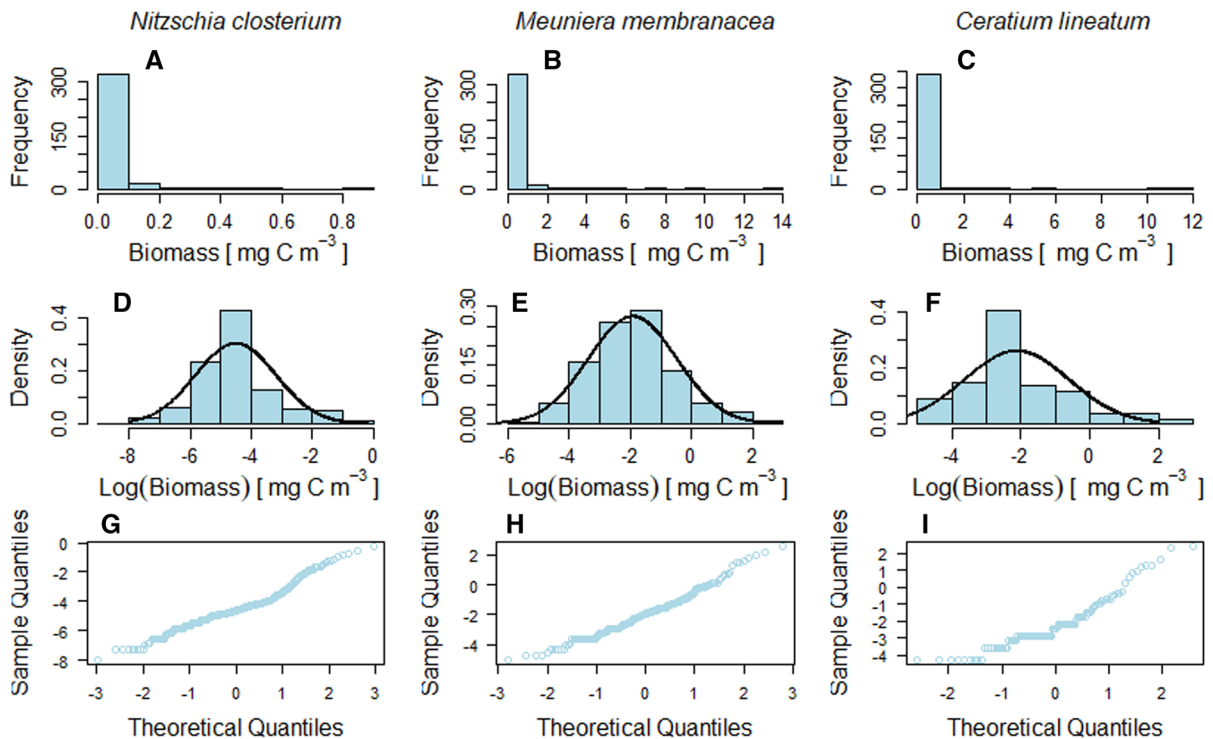 Nitzschia closterium Meuniera membranacea Ceratium lineatum
A B C
Frequency Frequency Frequency
300 300 300
150 150 150
0 0 0
0.0 0.2 0.4 0.6 0.8 0 2 4 6 8 10 12 14 0 2 4 6 8 10 12
Biomass [ mg C m⁻³ ] Biomass [ mg C m⁻³ ] Biomass [ mg C m⁻³ ]
D E F
Density Density Density
0.4 0.30 0.4
0.2 0.15 0.2
0.0 0.00 0.0
-8 -6 -4 -2 0 -6 -4 -2 0 2 -4 -2 0 2
Log(Biomass) [ mg C m⁻³ ] Log(Biomass) [ mg C m⁻³ ] Log(Biomass) [ mg C m⁻³ ]
G H I
Sample Quantiles Sample Quantiles Sample Quantiles
0 2 2
-2 0 1
-4 -2 0
-6 -4 -1
-8 -2
-3
-4
-3 -2 -1 0 1 2 3 -3 -2 -1 0 1 2 3 -2 -1 0 1 2
Theoretical Quantiles Theoretical Quantiles Theoretical Quantiles